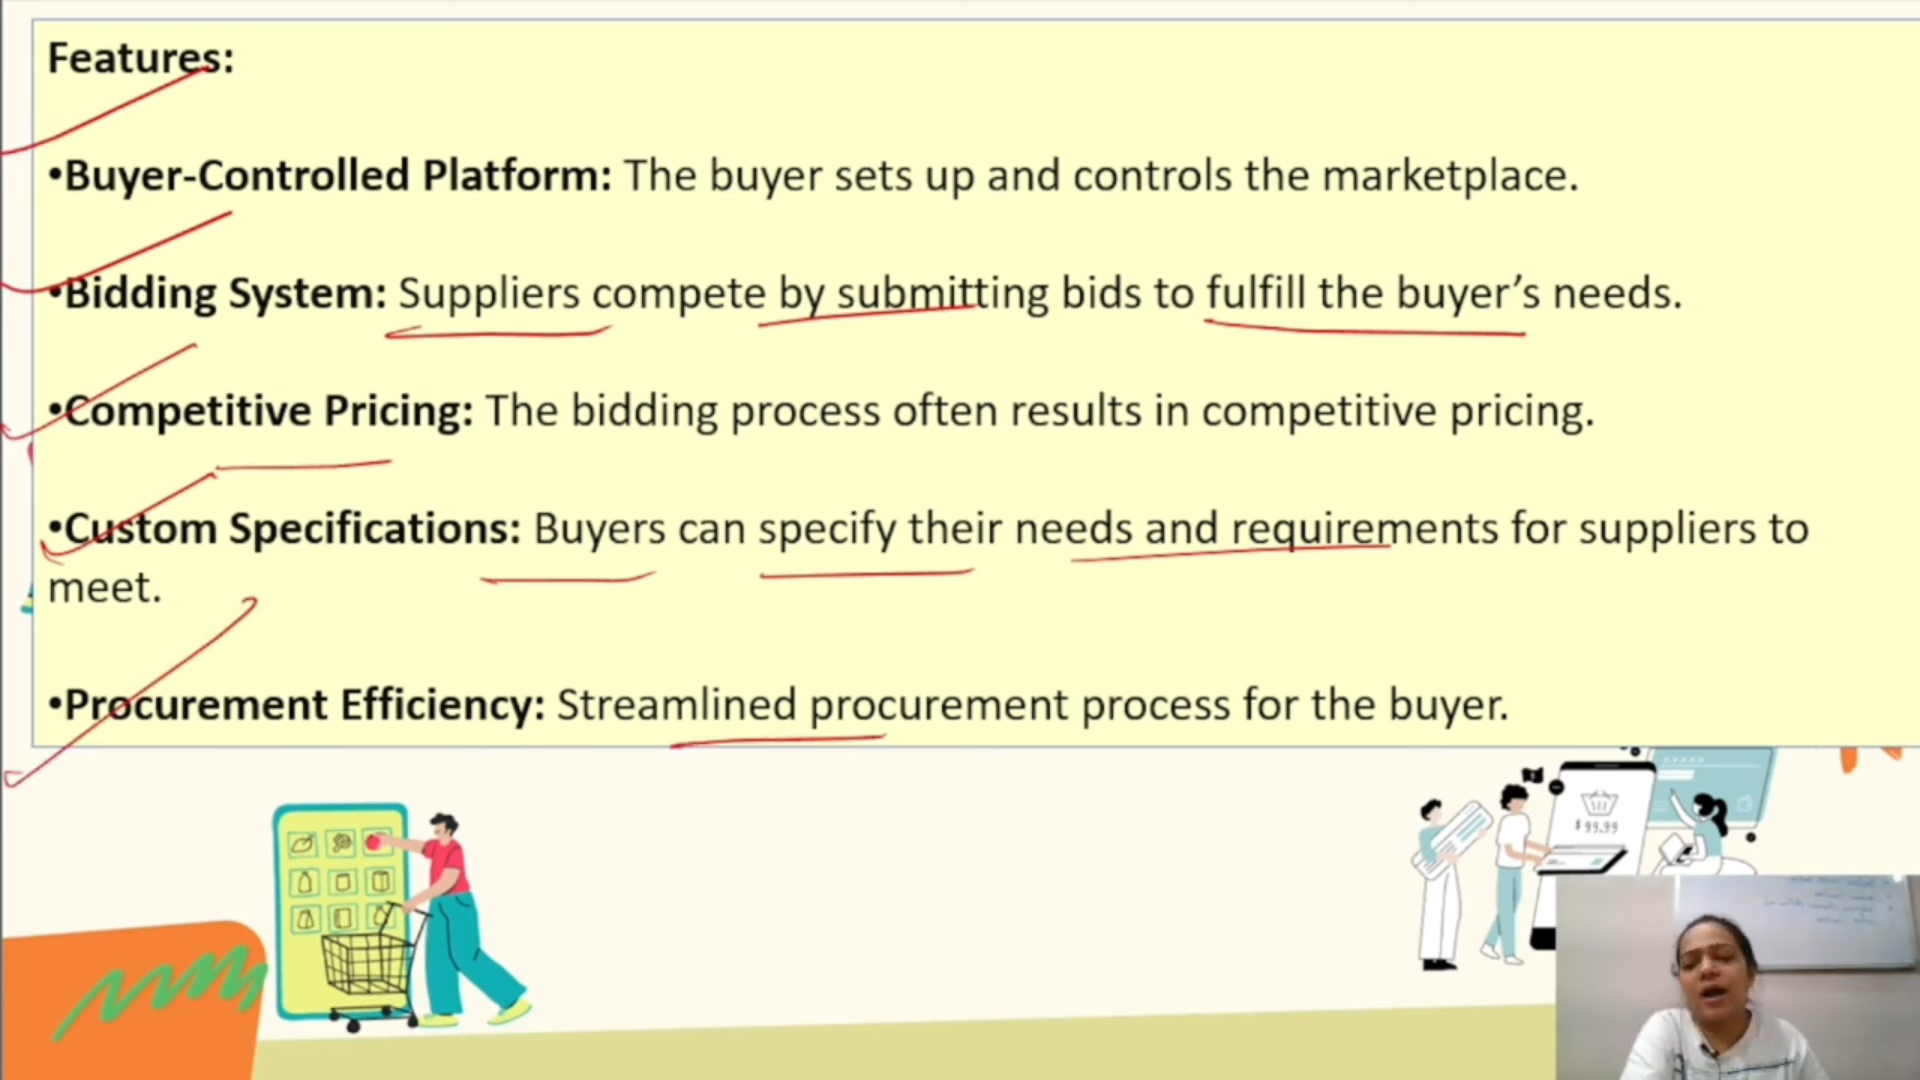 Features:
•Buyer-Controlled Platform: The buyer sets up and controls the marketplace.
•Bidding System: Suppliers compete by submitting bids to fulfill the buyer’s needs.
•Competitive Pricing: The bidding process often results in competitive pricing.
•Custom Specifications: Buyers can specify their needs and requirements for suppliers to
meet.
•Procurement Efficiency: Streamlined procurement process for the buyer.
$99.99